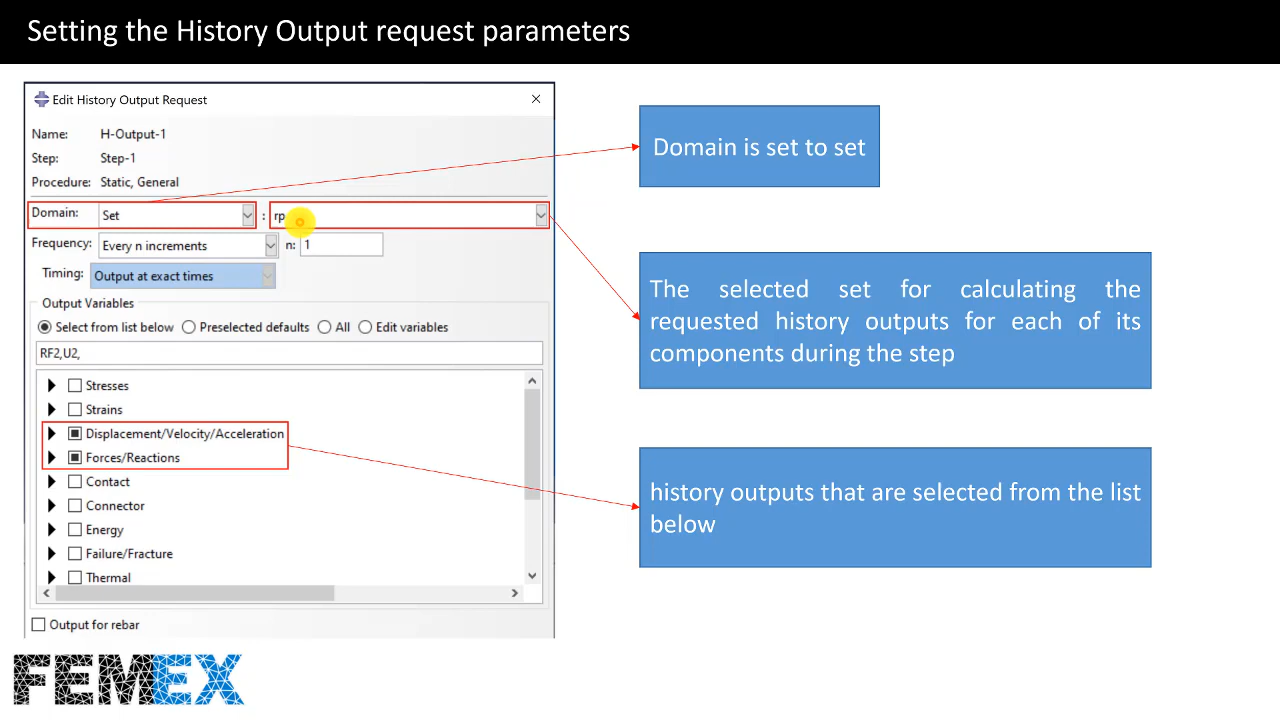 Setting the History Output request parameters
Edit History Output Request
Name: H-Output-1
Step: Step-1
Procedure: Static, General
Domain: Set : rp
Frequency: Every n increments n: 1
Timing: Output at exact times
Output Variables
Select from list below Preselected defaults All Edit variables
RF2,U2,
Stresses
Strains
Displacement/Velocity/Acceleration
Forces/Reactions
Contact
Connector
Energy
Failure/Fracture
Thermal
Output for rebar
Domain is set to set
The selected set for calculating the
requested history outputs for each of its
components during the step
history outputs that are selected from the list
below
FEMEX